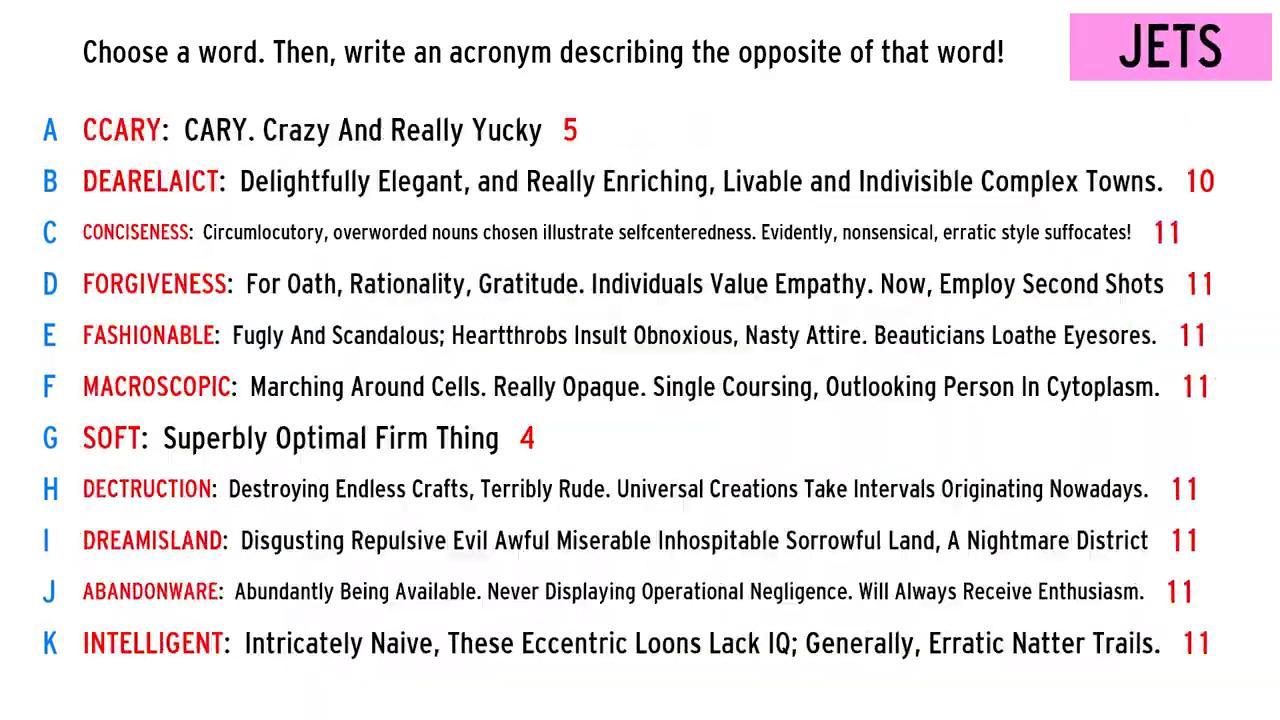 Choose a word. Then, write an acronym describing the opposite of that word!
JETS
A CCARY: CARY. Crazy And Really Yucky 5
B DEARELAICT: Delightfully Elegant, and Really Enriching, Livable and Indivisible Complex Towns. 10
C CONCISENESS: Circumlocutory, overworded nouns chosen illustrate selfcenteredness. Evidently, nonsensical, erratic style suffocates! 11
D FORGIVENESS: For Oath, Rationality, Gratitude. Individuals Value Empathy. Now, Employ Second Shots 11
E FASHIONABLE: Fugly And Scandalous; Heartthrobs Insult Obnoxious, Nasty Attire. Beauticians Loathe Eyesores. 11
F MACROSCOPIC: Marching Around Cells. Really Opaque. Single Coursing, Outlooking Person In Cytoplasm. 11
G SOFT: Superbly Optimal Firm Thing 4
H DECTRUCTION: Destroying Endless Crafts, Terribly Rude. Universal Creations Take Intervals Originating Nowadays. 11
I DREAMISLAND: Disgusting Repulsive Evil Awful Miserable Inhospitable Sorrowful Land, A Nightmare District 11
J ABANDONWARE: Abundantly Being Available. Never Displaying Operational Negligence. Will Always Receive Enthusiasm. 11
K INTELLIGENT: Intricately Naive, These Eccentric Loons Lack IQ; Generally, Erratic Natter Trails. 11